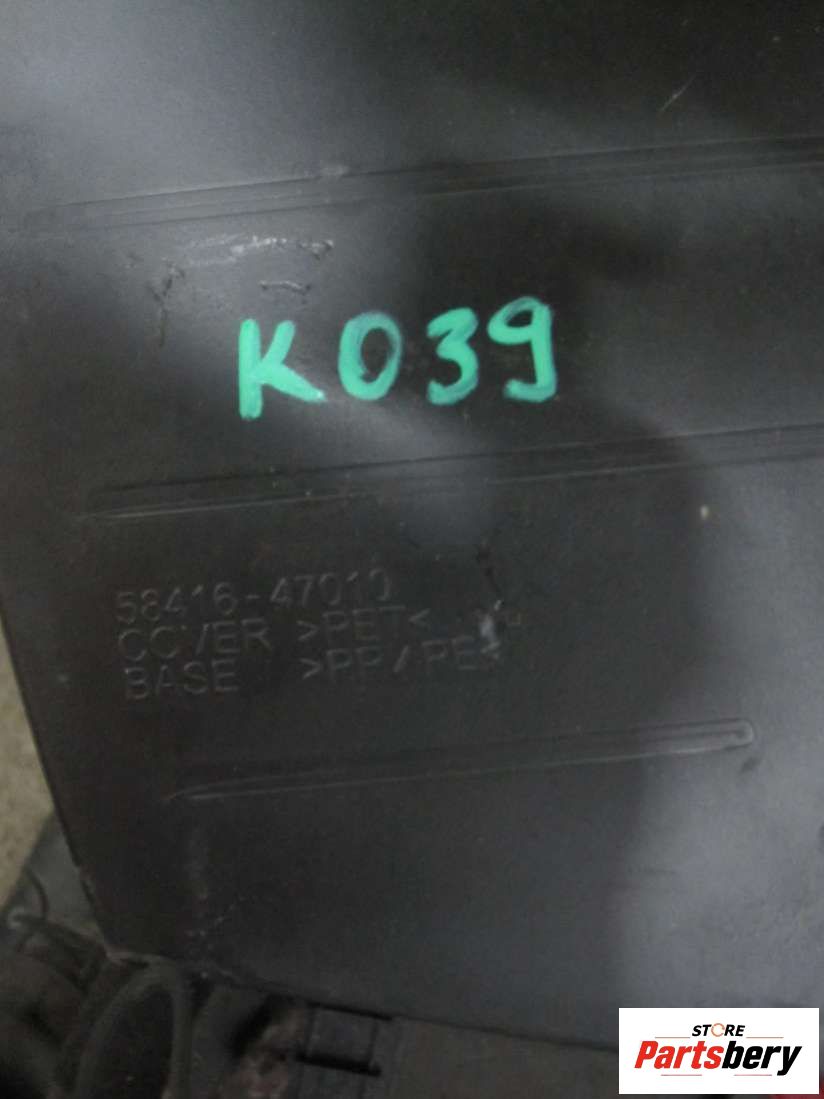 K039
58416-47010
COVER >PET<
BASE >PP/PE<
STORE
Partsbery